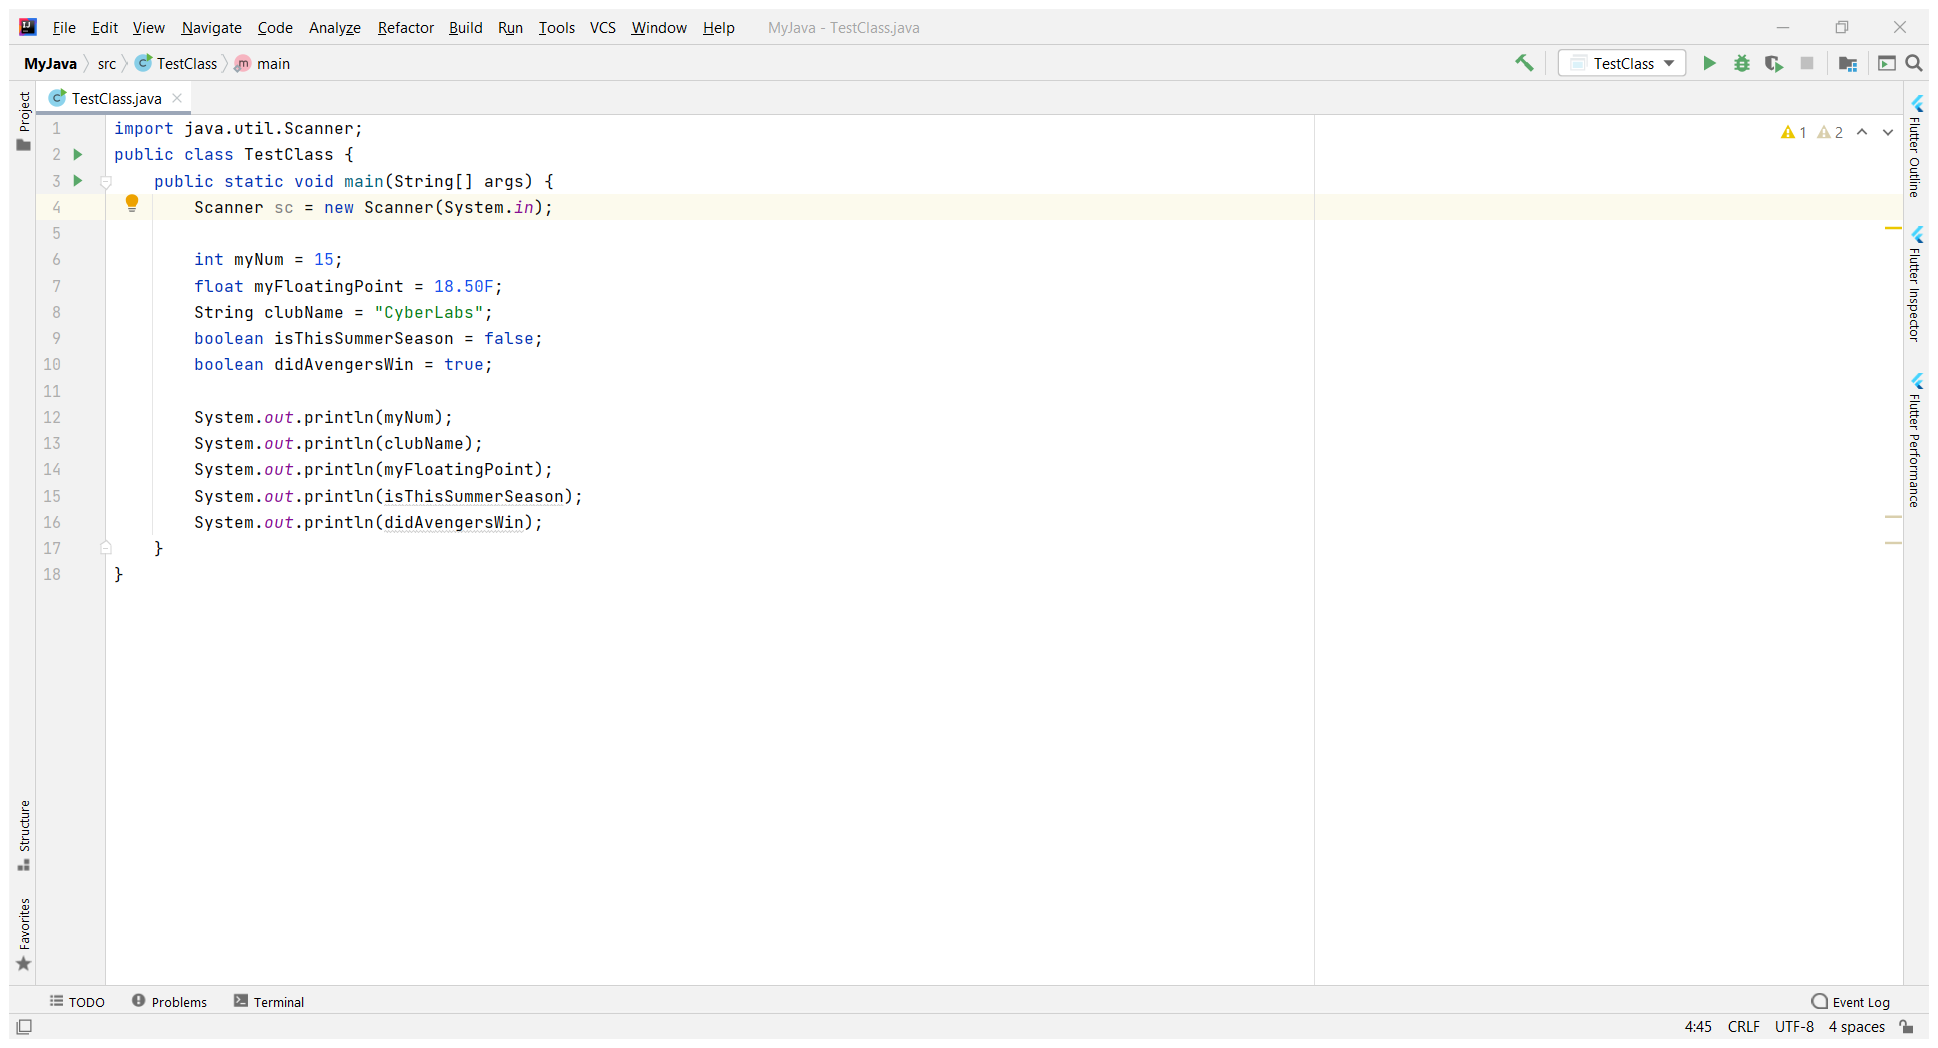 File Edit View Navigate Code Analyze Refactor Build Run Tools VCS Window Help MyJava - TestClass.java
MyJava src TestClass main TestClass
Project
TestClass.java
1 import java.util.Scanner;
2 public class TestClass {
3     public static void main(String[] args) {
4         Scanner sc = new Scanner(System.in);
5
6         int myNum = 15;
7         float myFloatingPoint = 18.50F;
8         String clubName = "CyberLabs";
9         boolean isThisSummerSeason = false;
10         boolean didAvengersWin = true;
11
12         System.out.println(myNum);
13         System.out.println(clubName);
14         System.out.println(myFloatingPoint);
15         System.out.println(isThisSummerSeason);
16         System.out.println(didAvengersWin);
17     }
18 }
1 2
Flutter Outline
Flutter Inspector
Flutter Performance
Structure
Favorites
TODO Problems Terminal Event Log
4:45 CRLF UTF-8 4 spaces